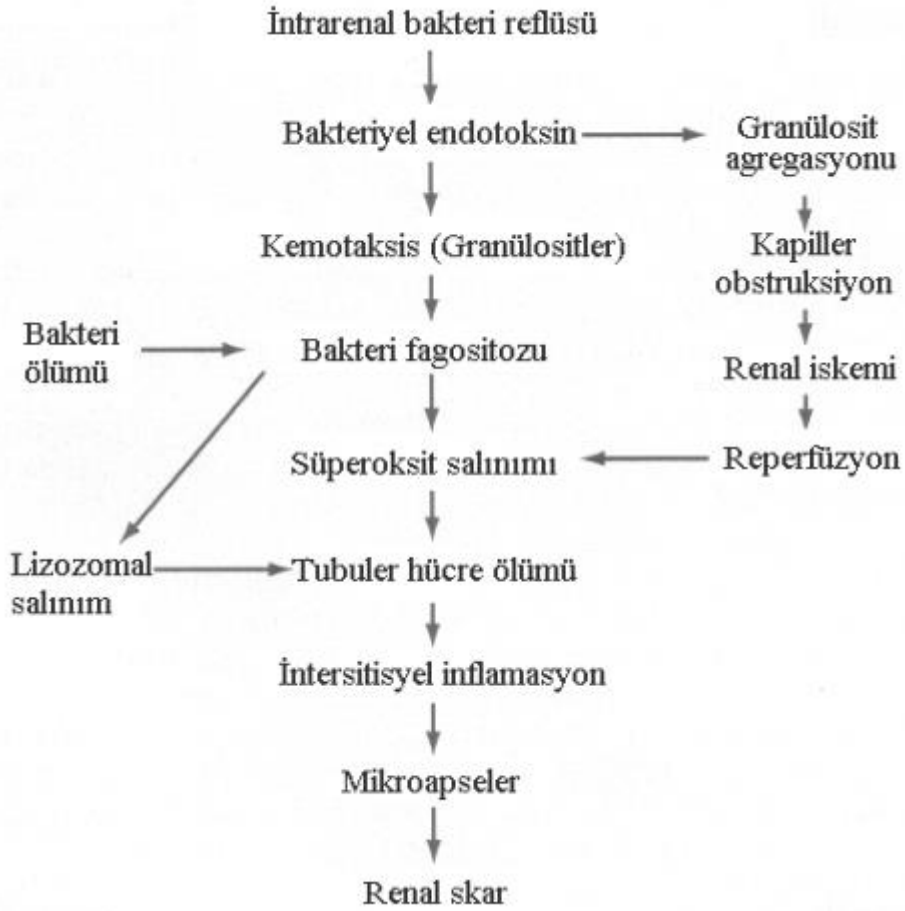 İntrarenal bakteri reflüsü
Bakteriyel endotoksin
Granülosit
agregasyonu
Kemotaksis (Granülositler)
Kapiller
obstruksiyon
Bakteri
ölümü
Bakteri fagositozu
Renal iskemi
Süperoksit salınımı
Reperfüzyon
Lizozomal
salınım
Tubuler hücre ölümü
İntersitisyel inflamasyon
Mikroapseler
Renal skar